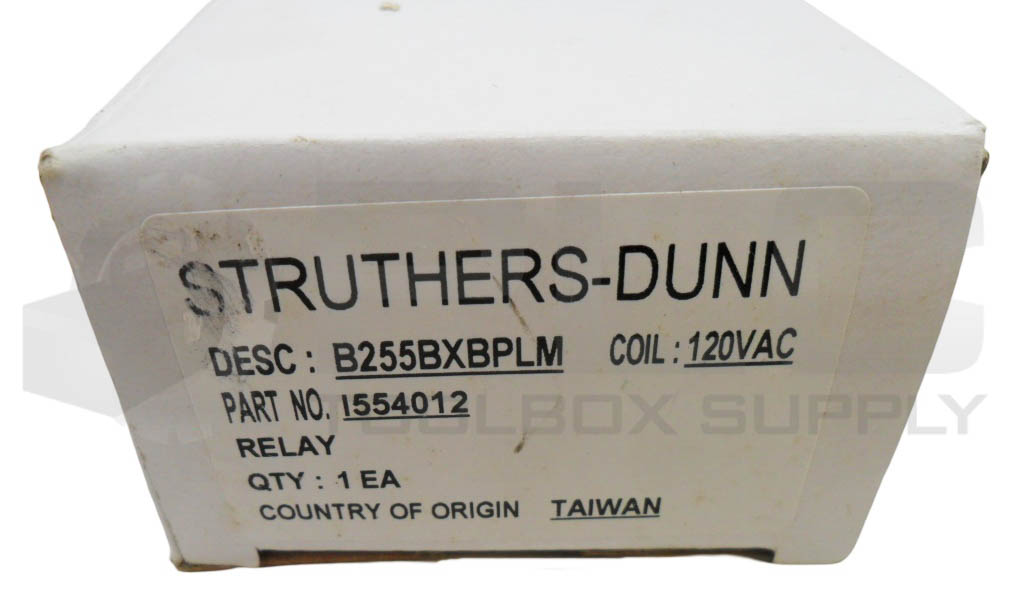 STRUTHERS-DUNN
DESC : B255BXBPLM COIL : 120VAC
PART NO. I554012
TOOLBOX SUPPLY
RELAY
QTY : 1 EA
COUNTRY OF ORIGIN TAIWAN